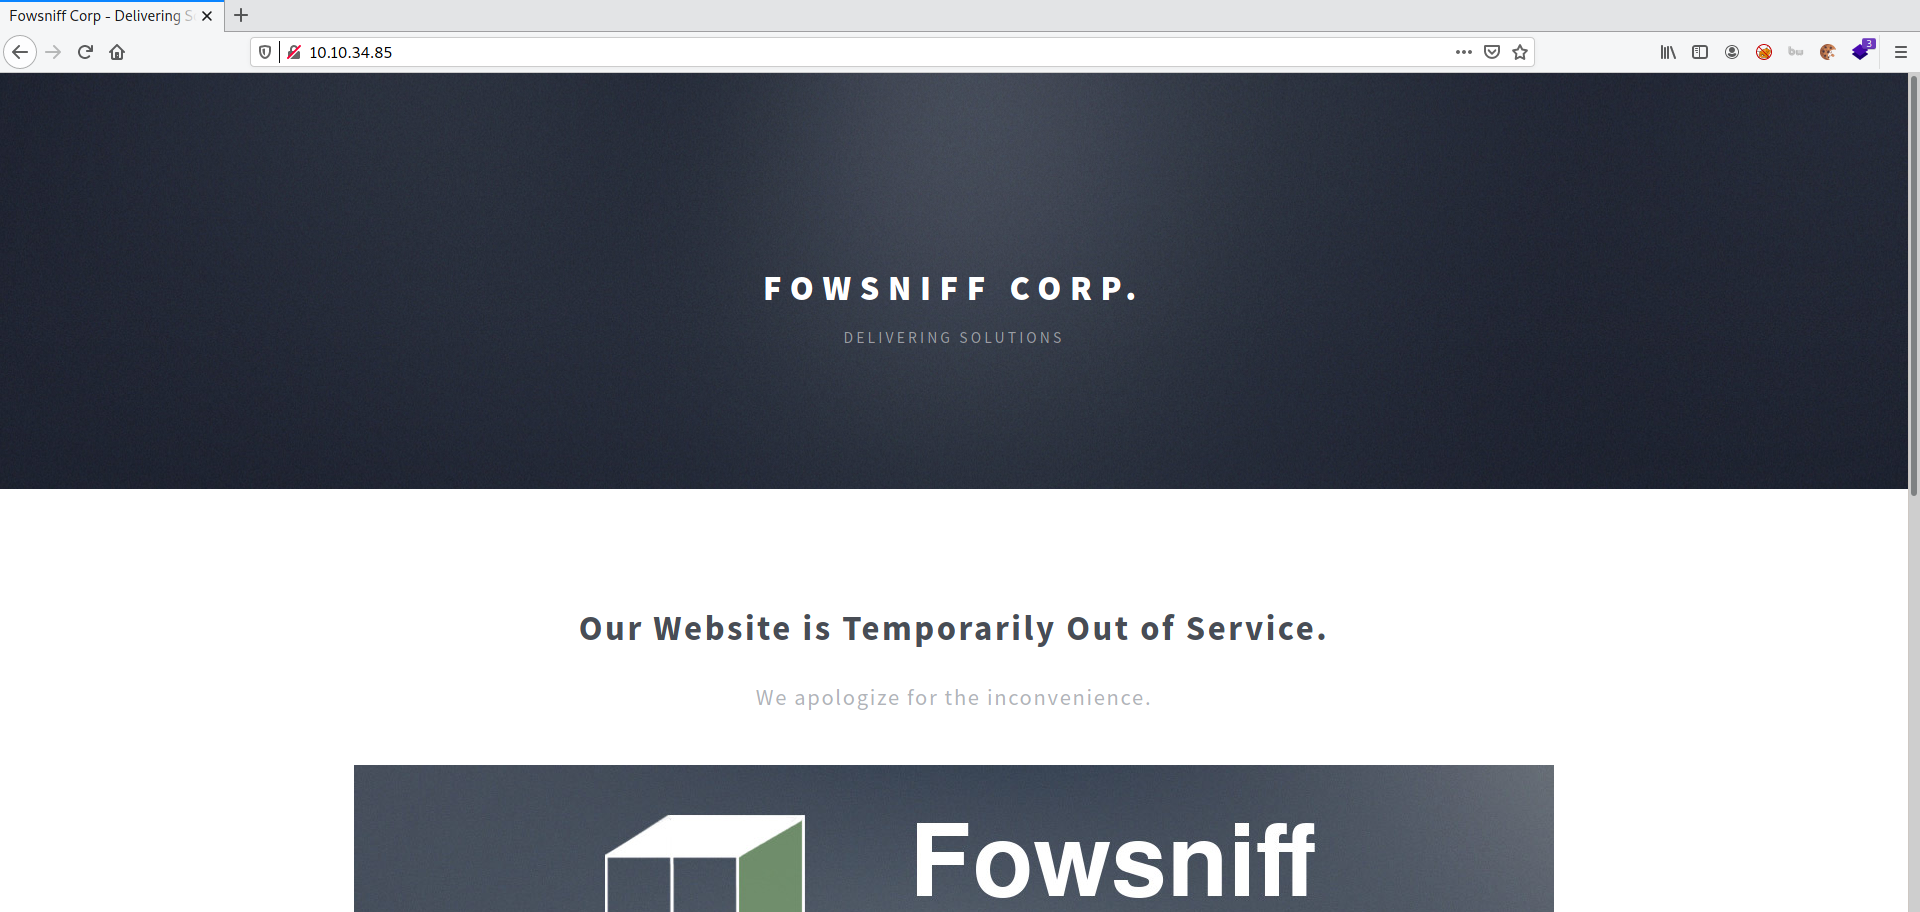 Fowsniff Corp - Delivering S
10.10.34.85
3
FOWSNIFF CORP.
DELIVERING SOLUTIONS
Our Website is Temporarily Out of Service.
We apologize for the inconvenience.
Fowsniff